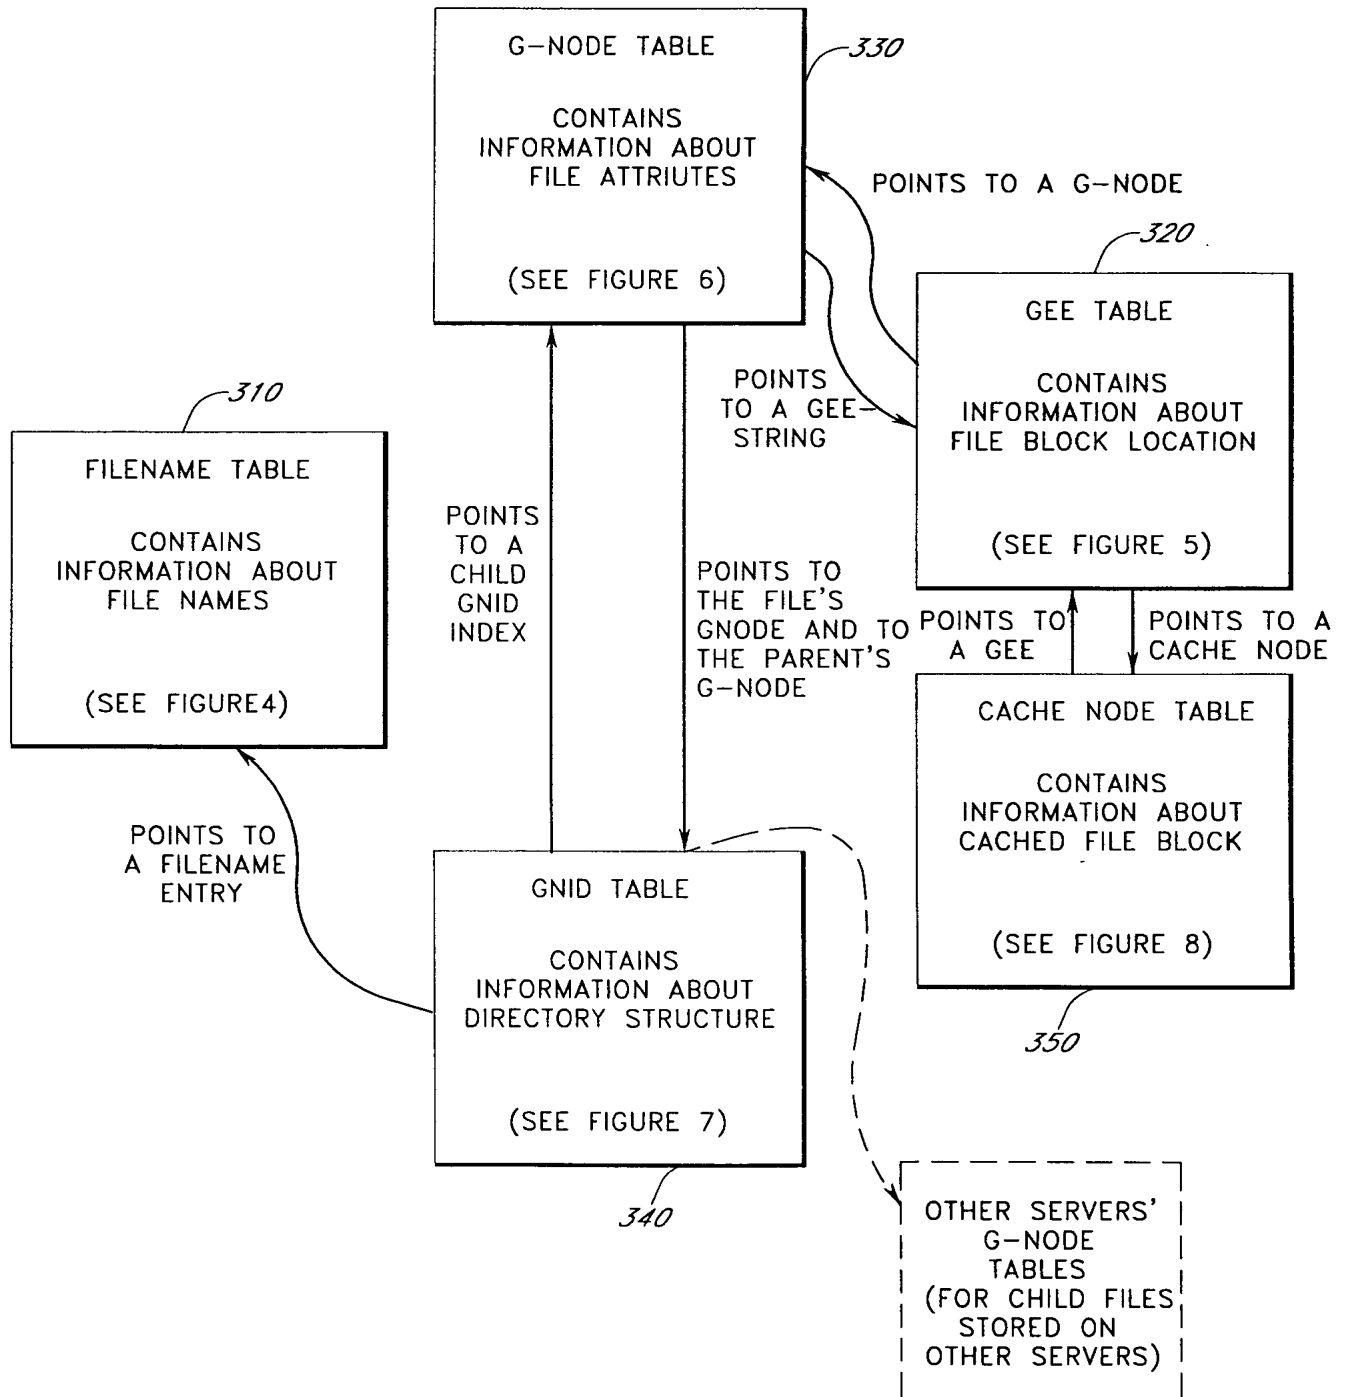 G-NODE TABLE
CONTAINS
INFORMATION ABOUT
FILE ATTRIUTES
(SEE FIGURE 6)
330
POINTS TO A G-NODE
320
GEE TABLE
CONTAINS
INFORMATION ABOUT
FILE BLOCK LOCATION
(SEE FIGURE 5)
POINTS
TO A GEE-
STRING
310
FILENAME TABLE
CONTAINS
INFORMATION ABOUT
FILE NAMES
(SEE FIGURE4)
POINTS
TO A
CHILD
GNID
INDEX
POINTS TO
THE FILE'S
GNODE AND TO
THE PARENT'S
G-NODE
POINTS TO
A GEE
POINTS TO A
CACHE NODE
CACHE NODE TABLE
CONTAINS
INFORMATION ABOUT
CACHED FILE BLOCK
(SEE FIGURE 8)
350
POINTS TO
A FILENAME
ENTRY
GNID TABLE
CONTAINS
INFORMATION ABOUT
DIRECTORY STRUCTURE
(SEE FIGURE 7)
340
OTHER SERVERS'
G-NODE
TABLES
(FOR CHILD FILES
STORED ON
OTHER SERVERS)